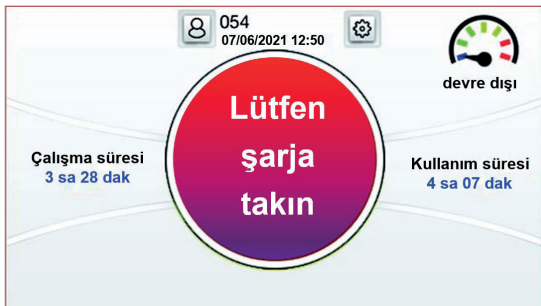 054
07/06/2021 12:50
devre dışı
Lütfen
şarja
takın
Çalışma süresi
3 sa 28 dak
Kullanım süresi
4 sa 07 dak